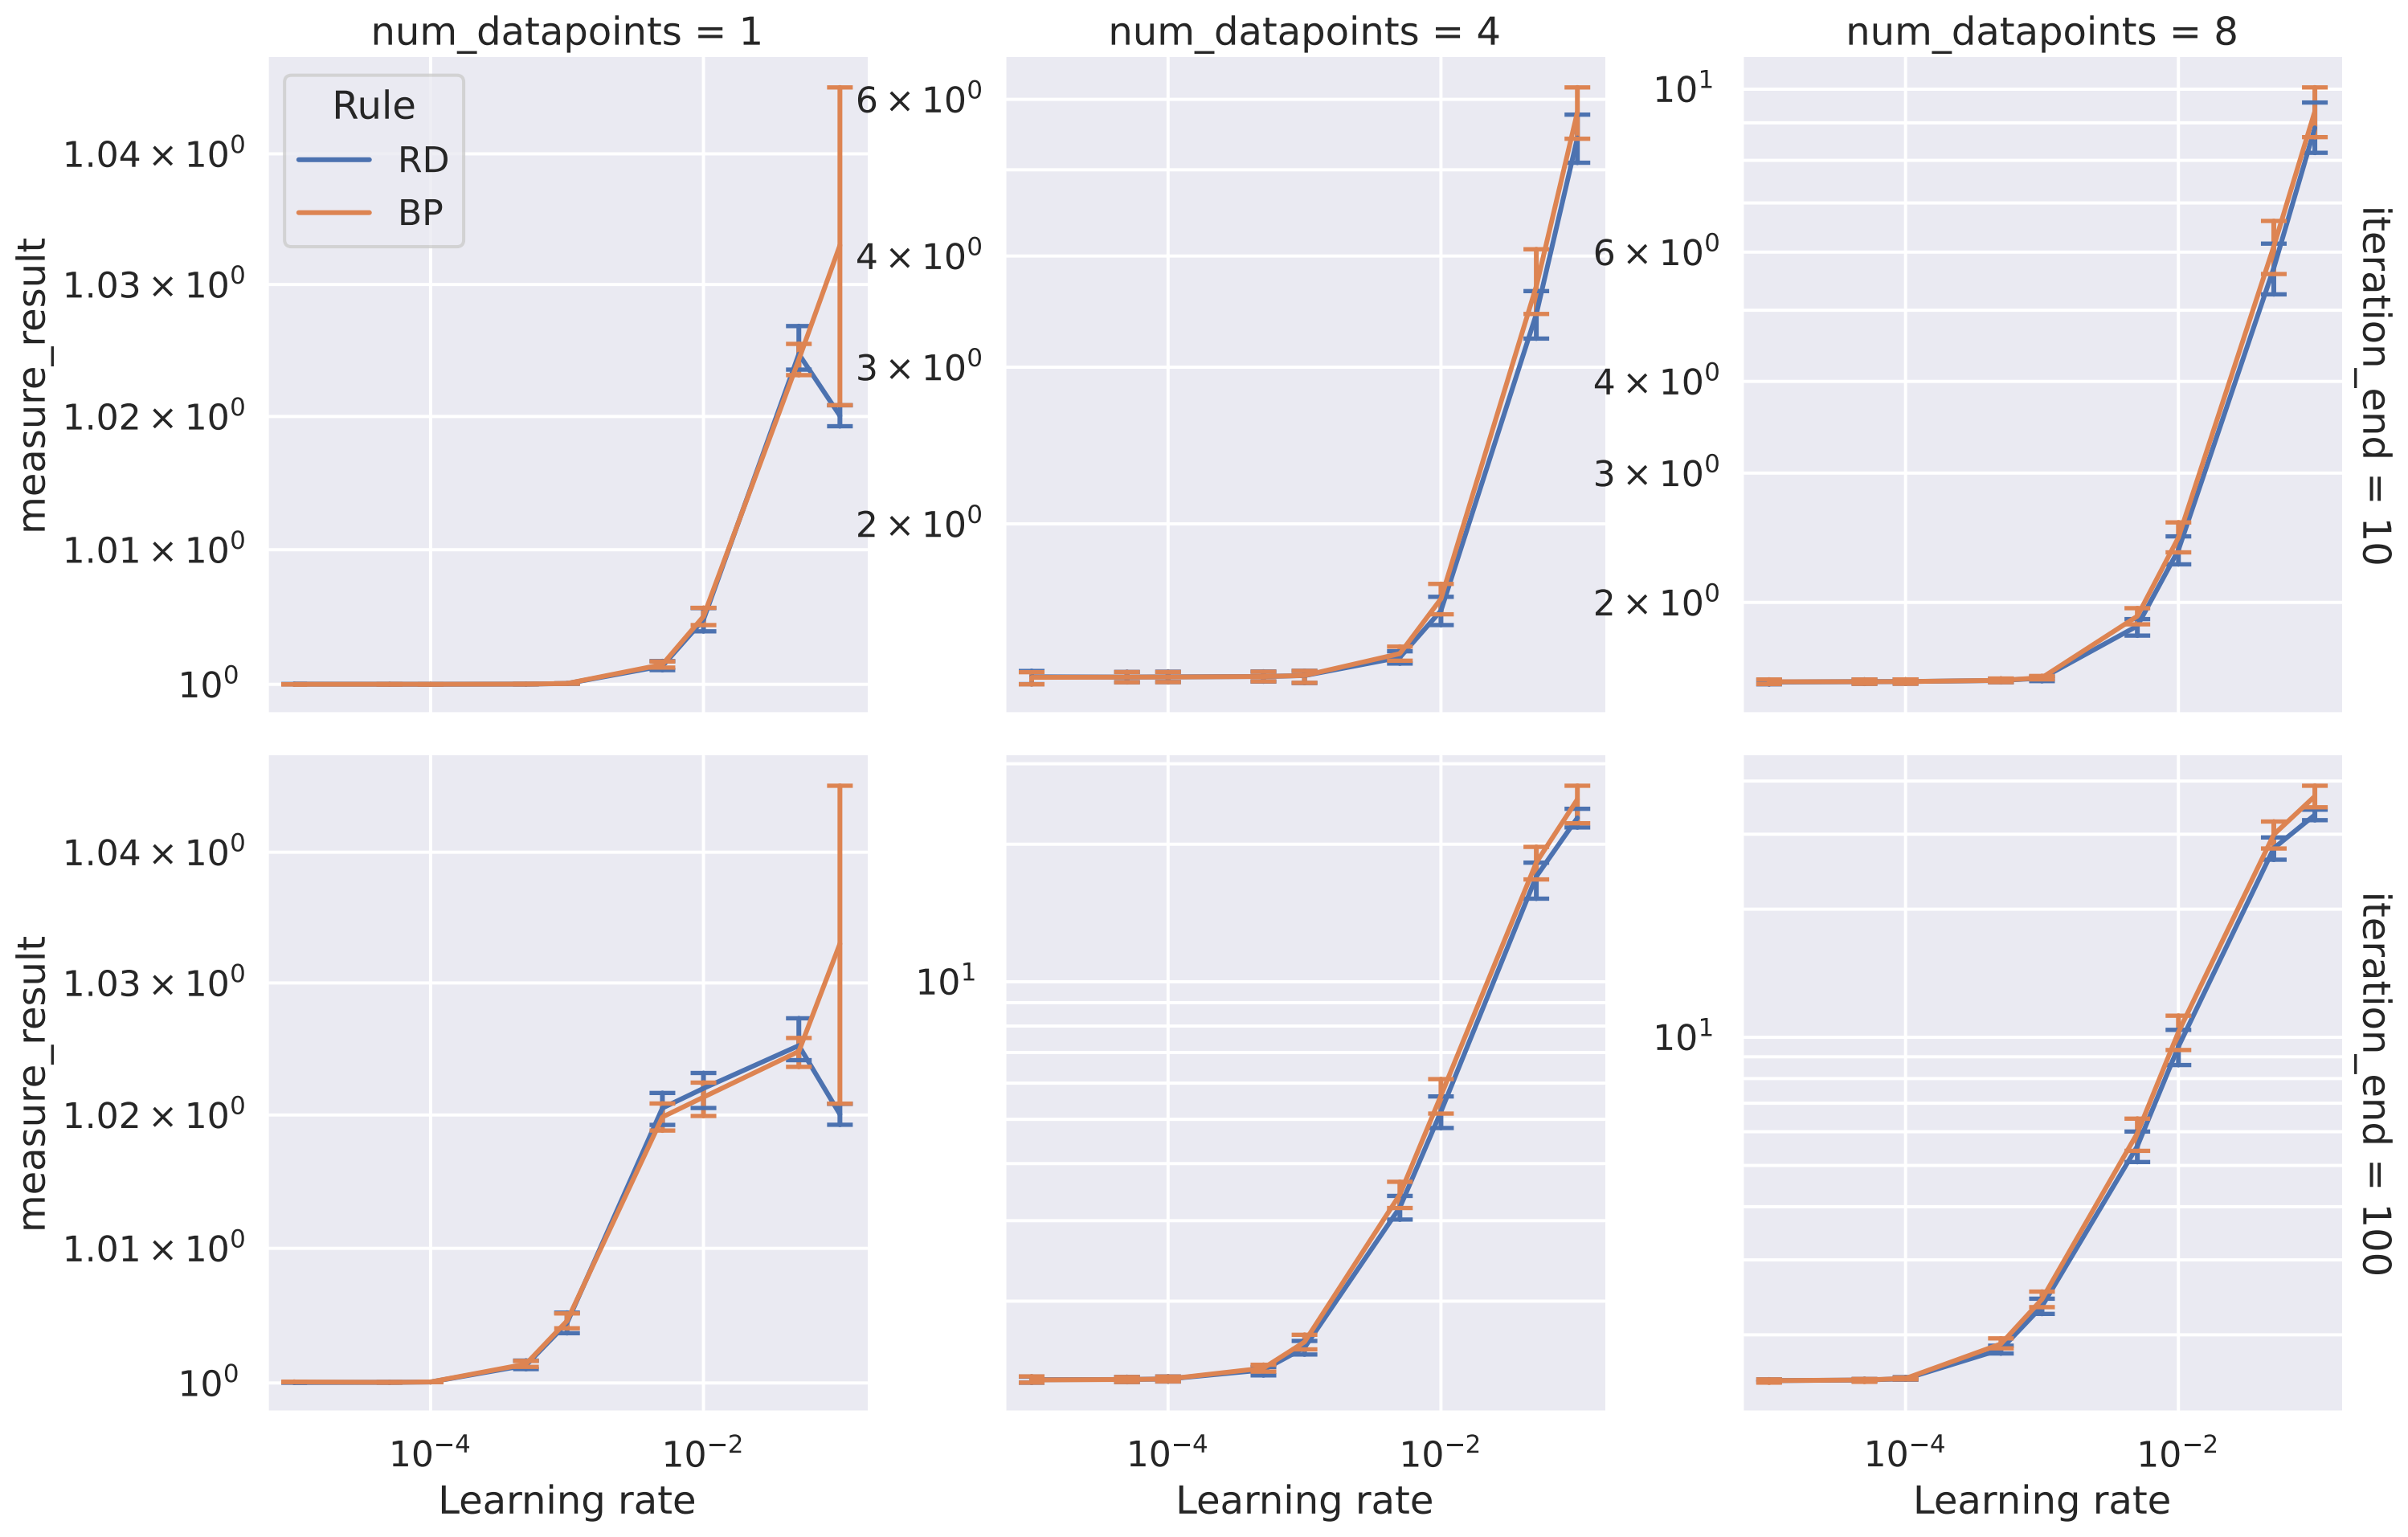 num_datapoints = 1
num_datapoints = 4
num_datapoints = 8
Rule
RD
BP
measure_result
1.04 × 10⁰
1.03 × 10⁰
1.02 × 10⁰
1.01 × 10⁰
10⁰
6 × 10⁰
4 × 10⁰
3 × 10⁰
2 × 10⁰
10¹
6 × 10⁰
4 × 10⁰
3 × 10⁰
2 × 10⁰
iteration_end = 10
measure_result
1.04 × 10⁰
1.03 × 10⁰
1.02 × 10⁰
1.01 × 10⁰
10⁰
10¹
10¹
iteration_end = 100
10⁻⁴
10⁻²
10⁻⁴
10⁻²
10⁻⁴
10⁻²
Learning rate
Learning rate
Learning rate